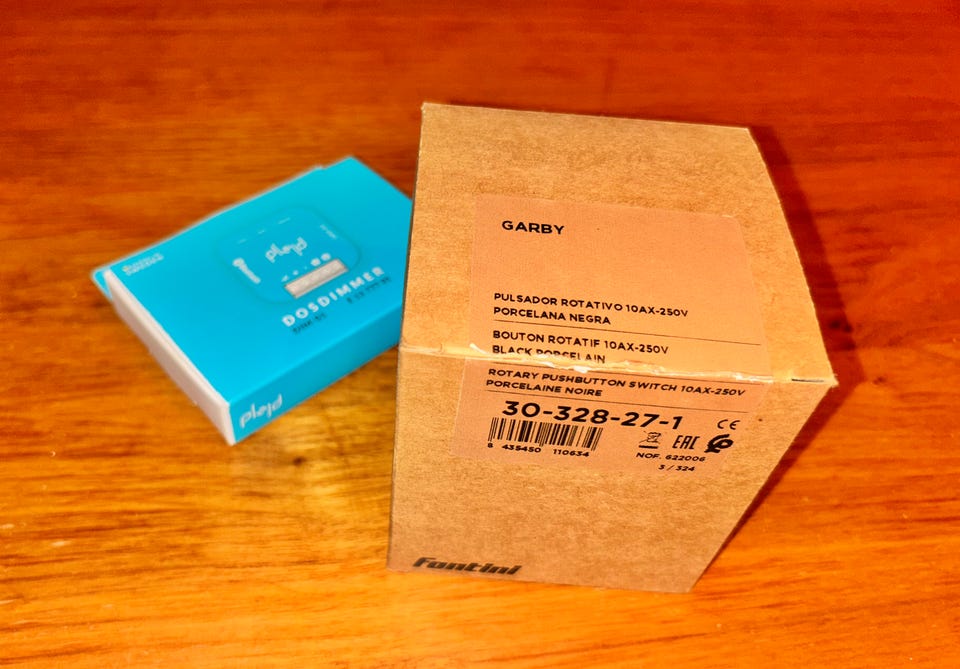 plejd
DOSDIMMER
plejd
GARBY
PULSADOR ROTATIVO 10AX-250V
PORCELANA NEGRA
BOUTON ROTATIF 10AX-250V
BLACK PORCELAIN
ROTARY PUSHBUTTON SWITCH 10AX-250V
PORCELAINE NOIRE
30-328-27-1
CE
EAC
8 435450 110634
NOF. 622006
3 / 324
Fontini